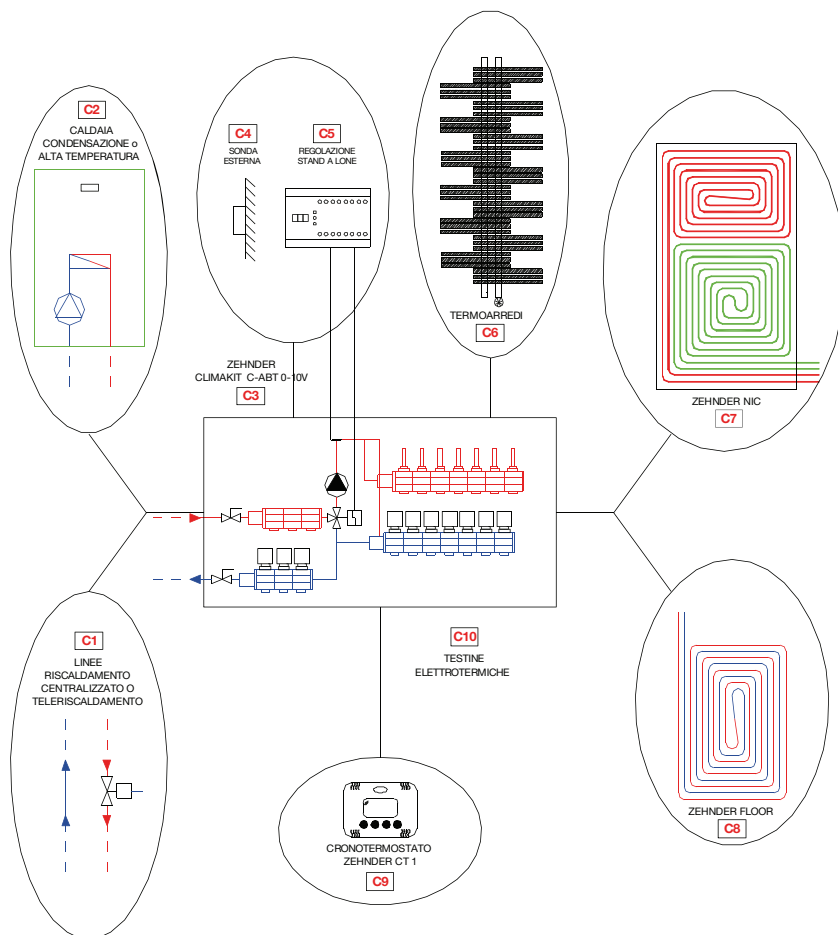 C2
CALDAIA
CONDENSAZIONE o
ALTA TEMPERATURA
C4
SONDA
ESTERNA
C5
REGOLAZIONE
STAND A LONE
TERMOARREDI
C6
ZEHNDER NIC
C7
ZEHNDER
CLIMAKIT C-ABT 0-10V
C3
C1
LINEE
RISCALDAMENTO
CENTRALIZZATO O
TELERISCALDAMENTO
C10
TESTINE
ELETTROTERMICHE
ZEHNDER FLOOR
C8
CRONOTERMOSTATO
ZEHNDER CT 1
C9